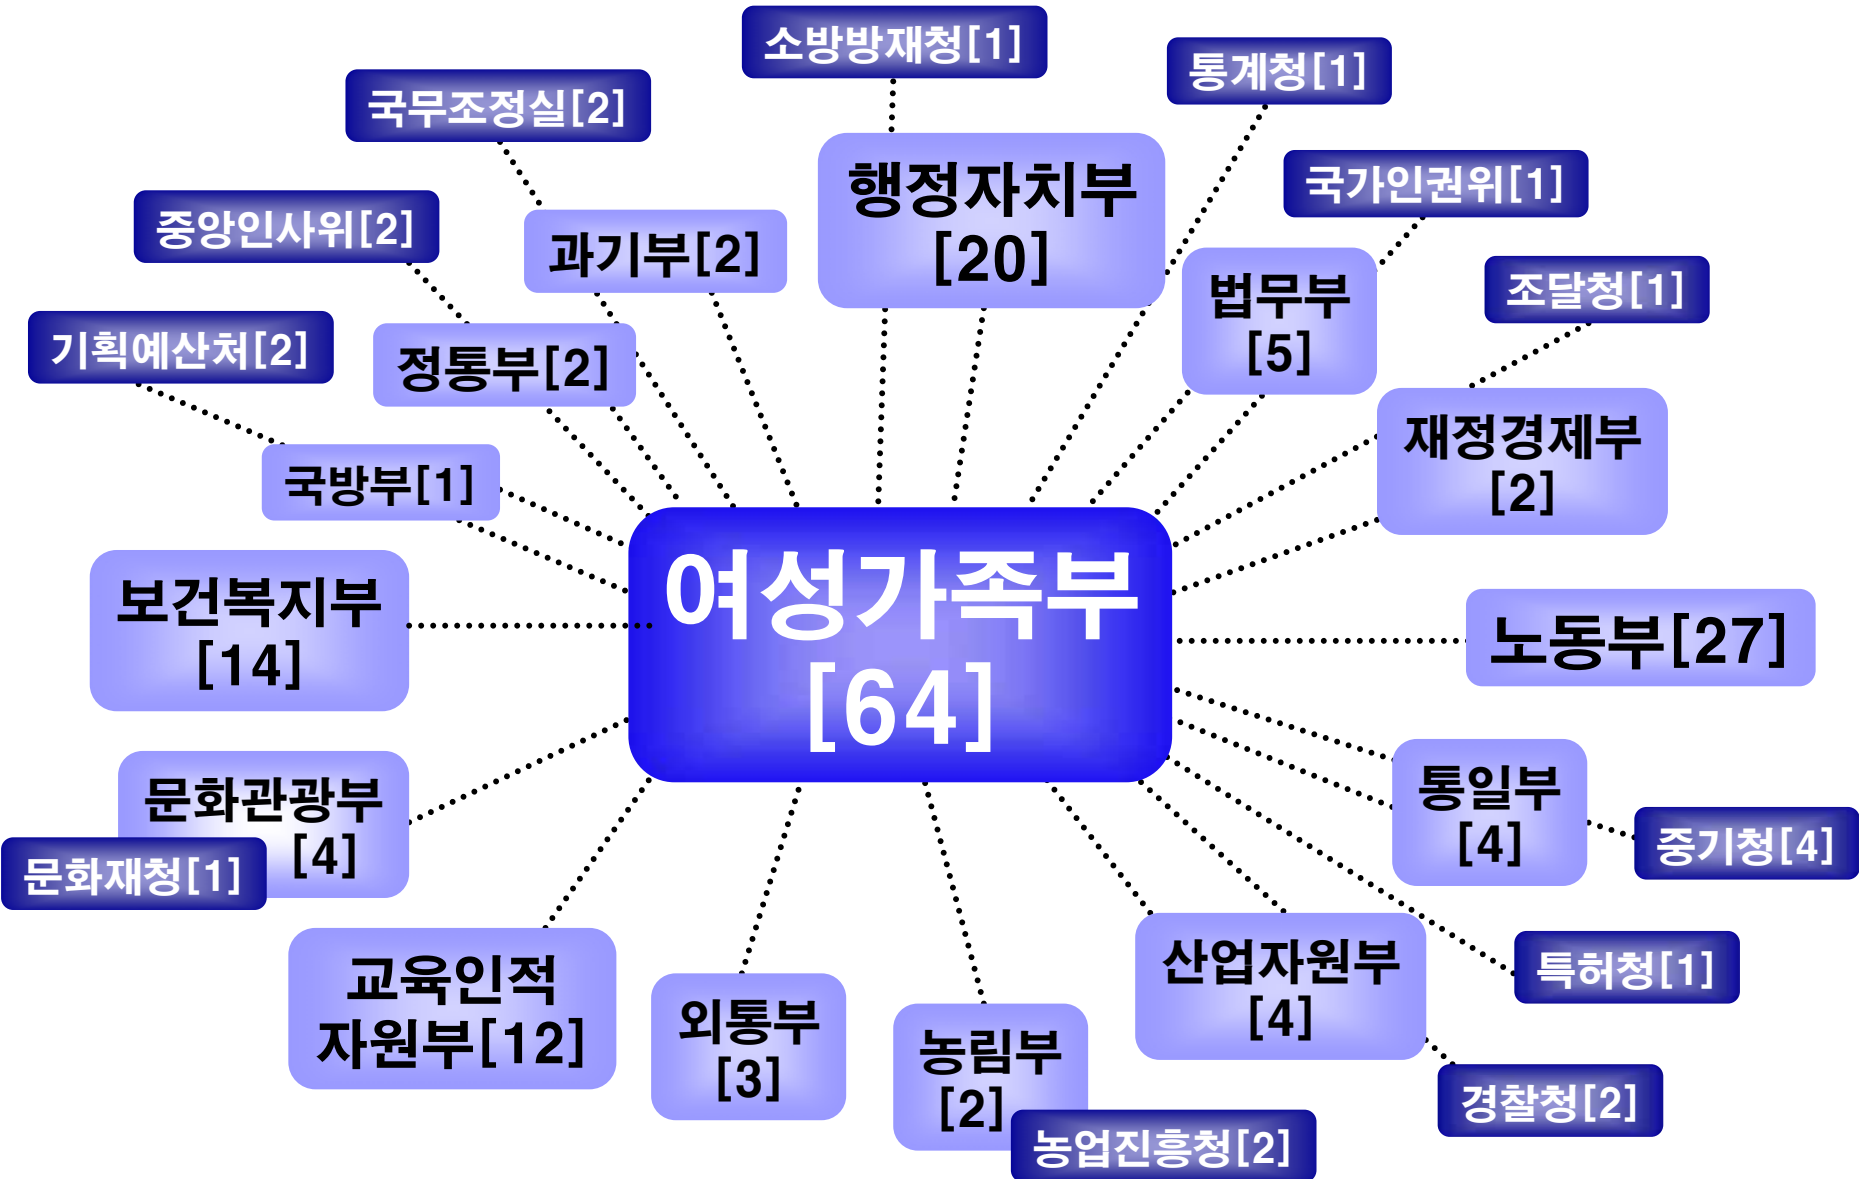 소방방재청[1]
통계청[1]
국무조정실[2]
행정자치부
[20]
국가인권위[1]
중앙인사위[2]
과기부[2]
법무부
[5]
조달청[1]
기획예산처[2]
정통부[2]
재정경제부
[2]
국방부[1]
여성가족부
[64]
보건복지부
[14]
노동부[27]
문화관광부
[4]
문화재청[1]
통일부
[4]
중기청[4]
교육인적
자원부[12]
외통부
[3]
농림부
[2]
농업진흥청[2]
산업자원부
[4]
특허청[1]
경찰청[2]